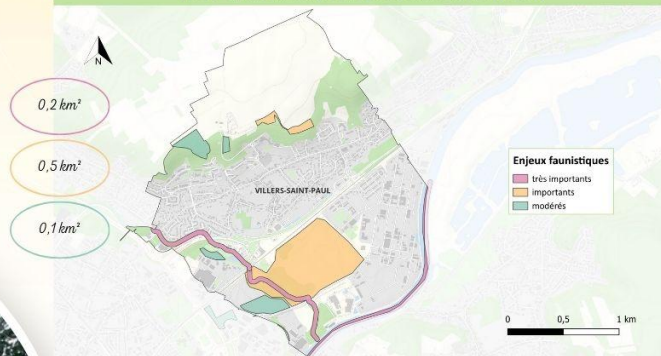 N
0,2 km²
0,5 km²
0,1 km²
VILLERS-SAINT-PAUL
Enjeux faunistiques
très importants
importants
modérés
0 0,5 1 km